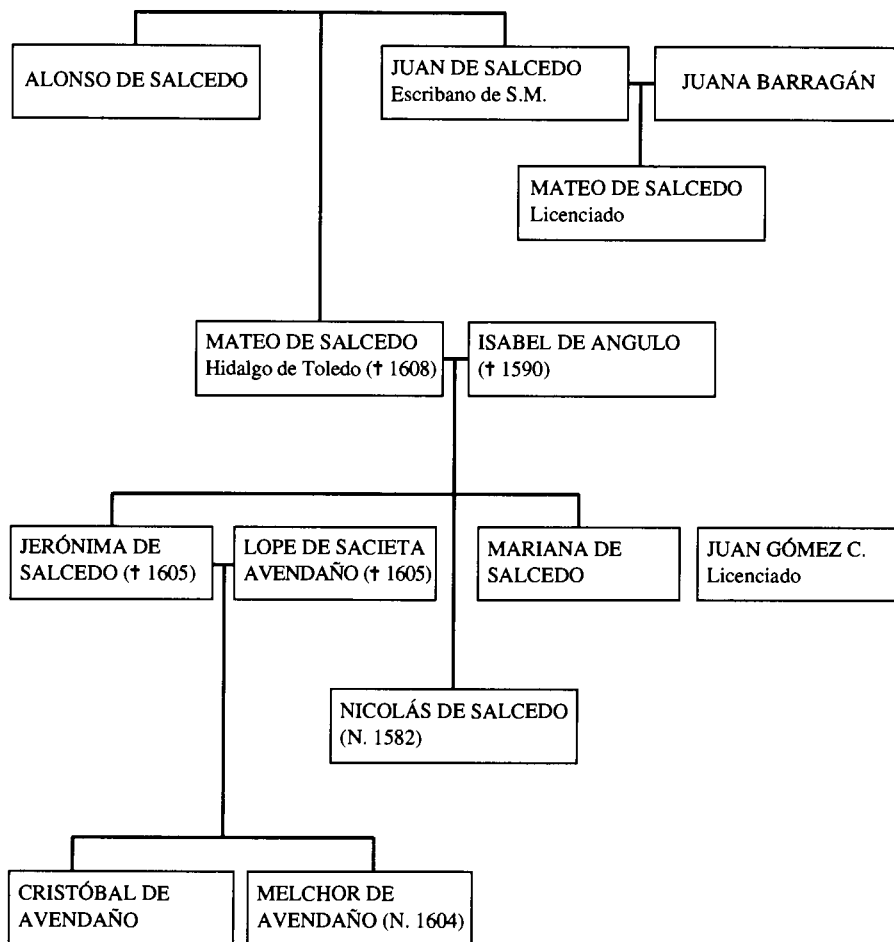 ALONSO DE SALCEDO
JUAN DE SALCEDO
Escribano de S.M.
JUANA BARRAGÁN
MATEO DE SALCEDO
Licenciado
MATEO DE SALCEDO
Hidalgo de Toledo († 1608)
ISABEL DE ANGULO
(† 1590)
JERÓNIMA DE
SALCEDO († 1605)
LOPE DE SACIETA
AVENDAÑO († 1605)
MARIANA DE
SALCEDO
JUAN GÓMEZ C.
Licenciado
NICOLÁS DE SALCEDO
(N. 1582)
CRISTÓBAL DE
AVENDAÑO
MELCHOR DE
AVENDAÑO (N. 1604)